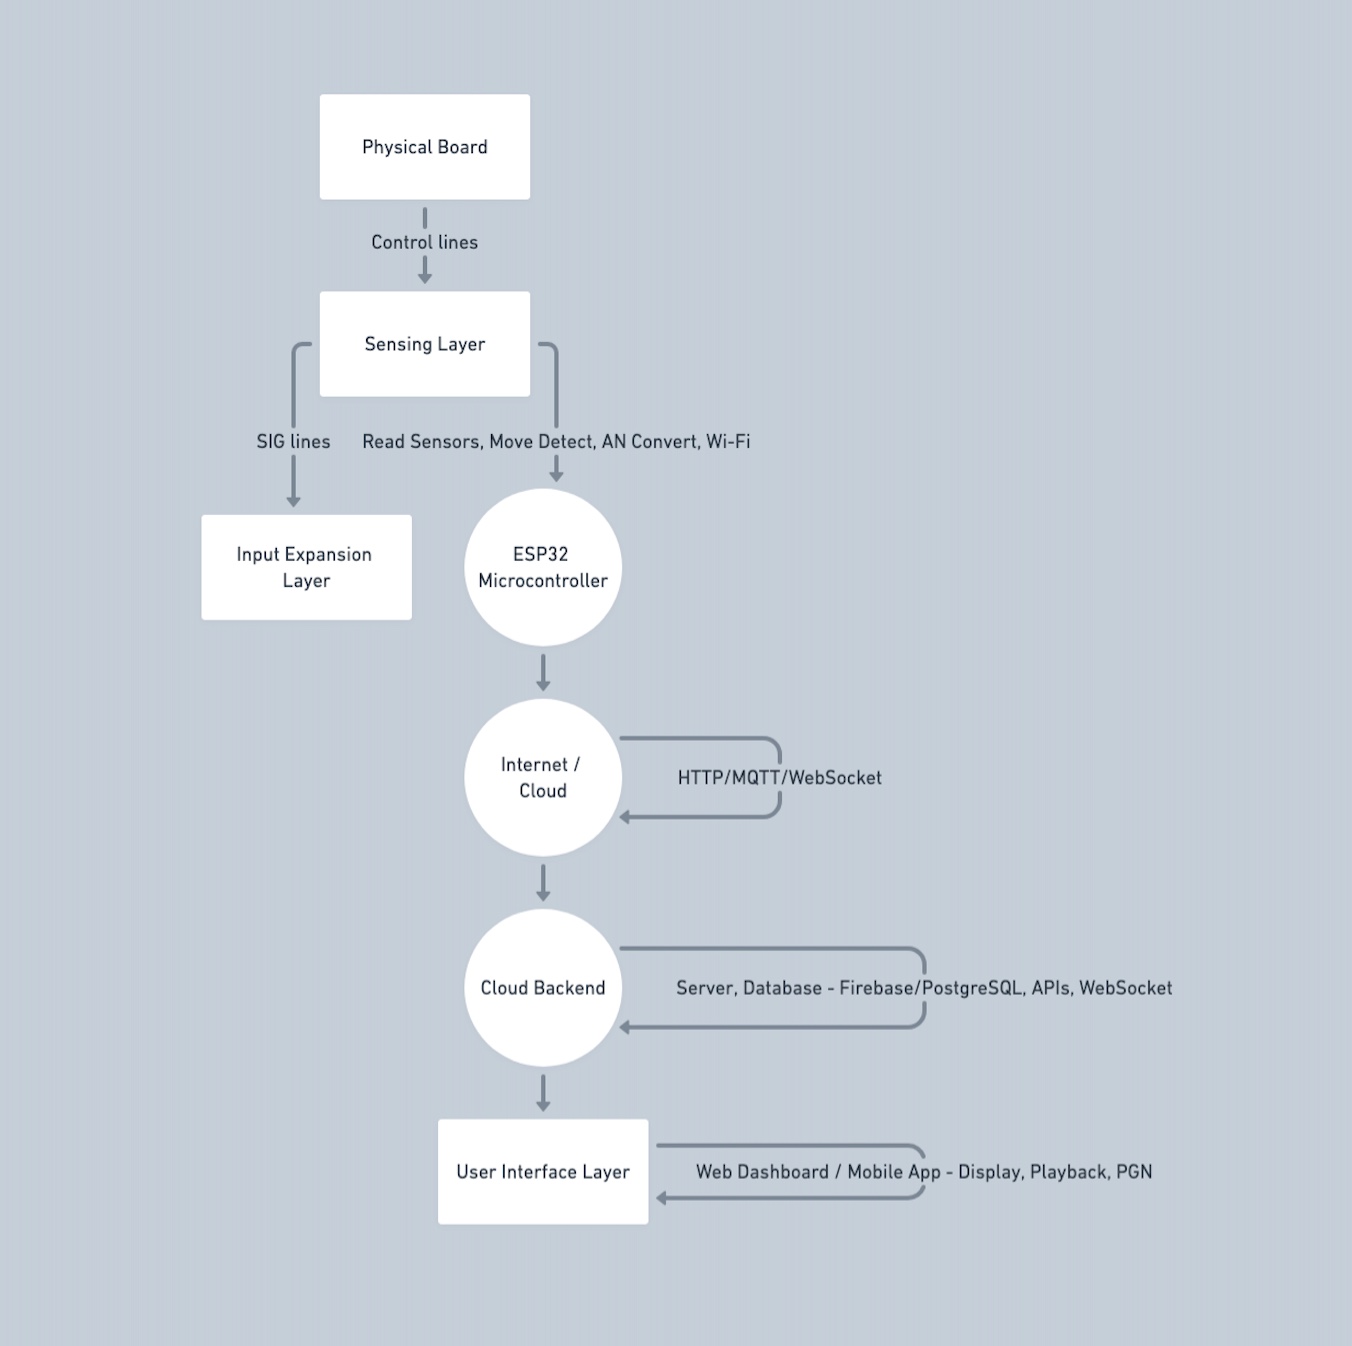 Physical Board
Control lines
Sensing Layer
SIG lines
Read Sensors, Move Detect, AN Convert, Wi-Fi
Input Expansion
Layer
ESP32
Microcontroller
Internet /
Cloud
HTTP/MQTT/WebSocket
Cloud Backend
Server, Database - Firebase/PostgreSQL, APIs, WebSocket
User Interface Layer
Web Dashboard / Mobile App - Display, Playback, PGN